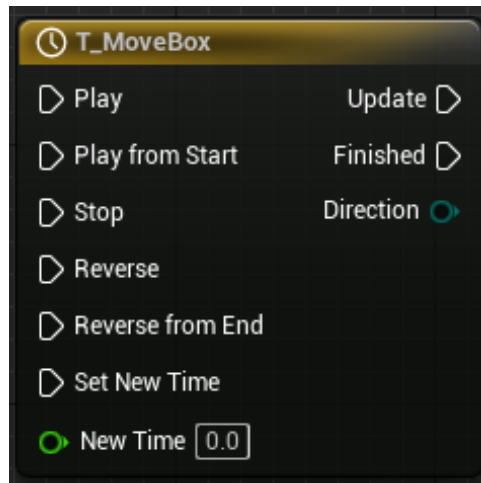 T_MoveBox
Play Update
Play from Start Finished
Stop Direction
Reverse
Reverse from End
Set New Time
New Time 0.0